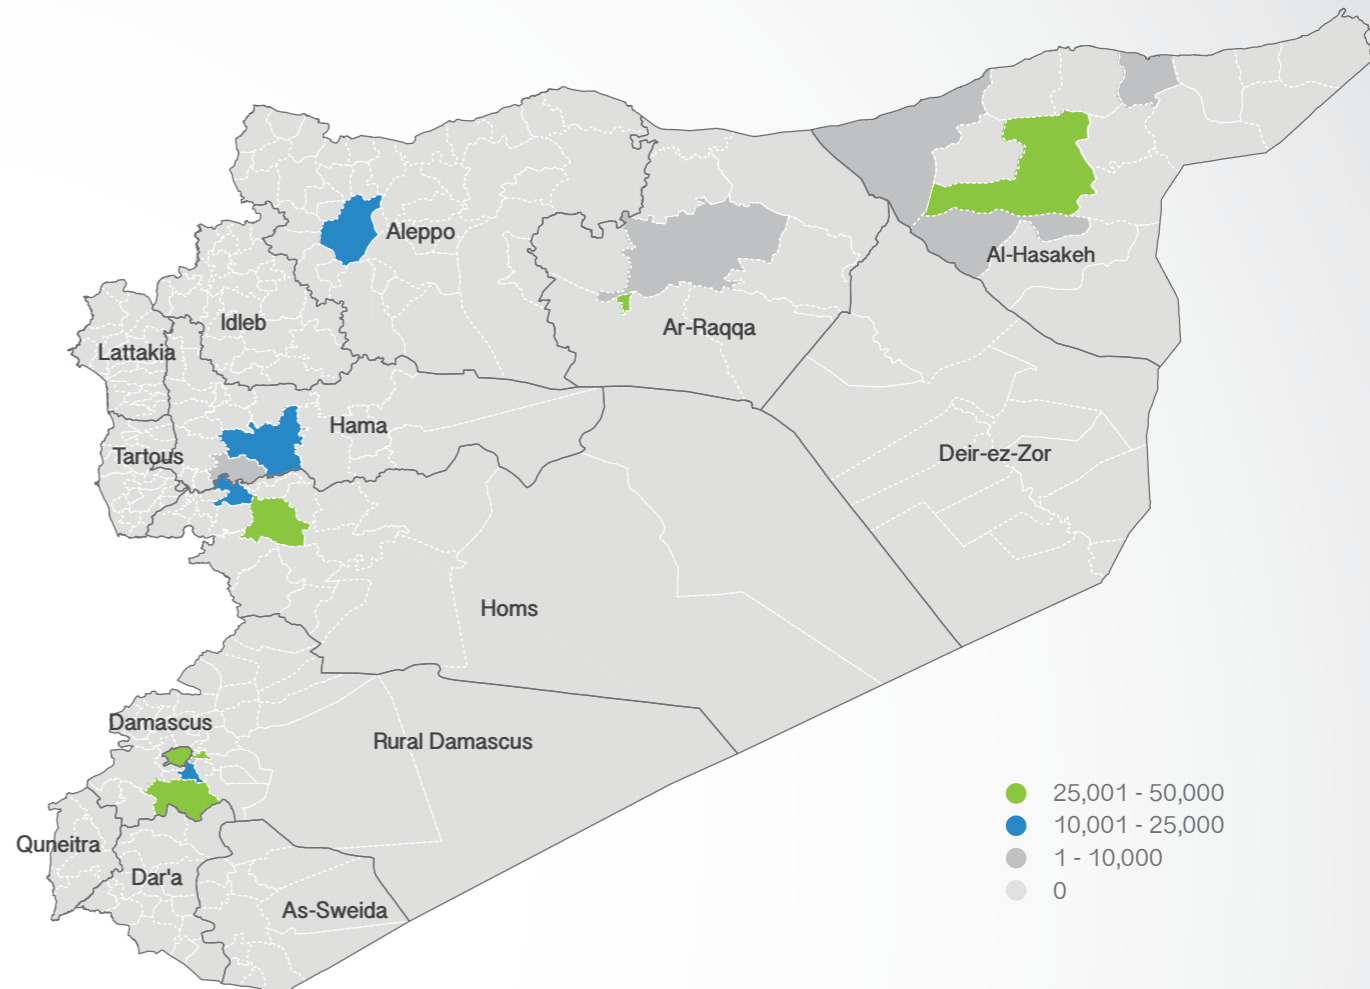 Aleppo
Al-Hasakeh
Idleb
Ar-Raqqa
Lattakia
Hama
Tartous
Deir-ez-Zor
Homs
Damascus
Rural Damascus
25,001 - 50,000
10,001 - 25,000
Quneitra
1 - 10,000
Dar'a
0
As-Sweida